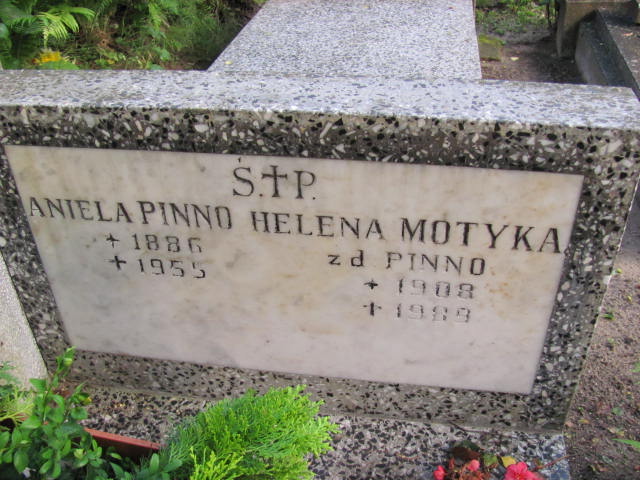 Ś.†P.
ANIELA PINNO
* 1886
† 1955
HELENA MOTYKA
zd PINNO
* 1908
† 1989